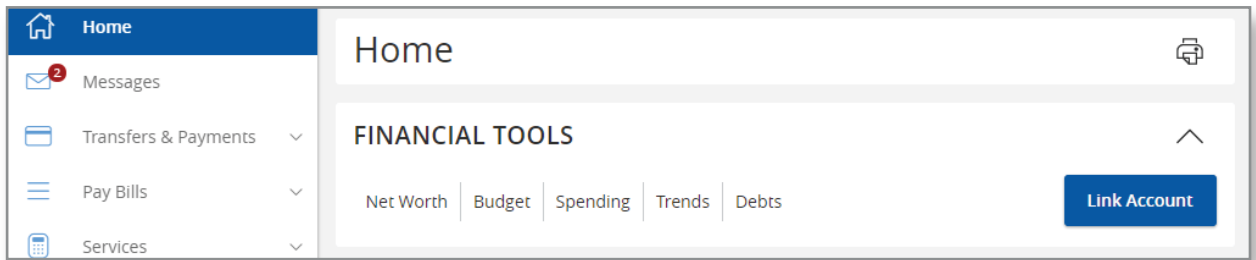 Home
2
Messages
Transfers & Payments
Pay Bills
Services
Home
FINANCIAL TOOLS
Net Worth Budget Spending Trends Debts
Link Account